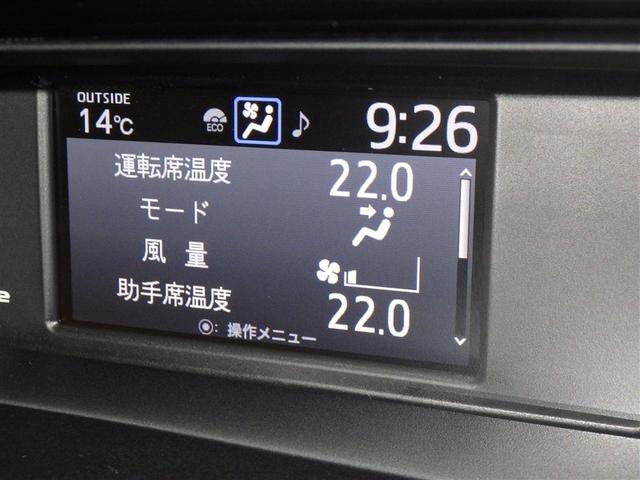 OUTSIDE
14℃
ECO
♪
9:26
運転席温度 22.0
モード
風量
助手席温度 22.0
◉: 操作メニュー